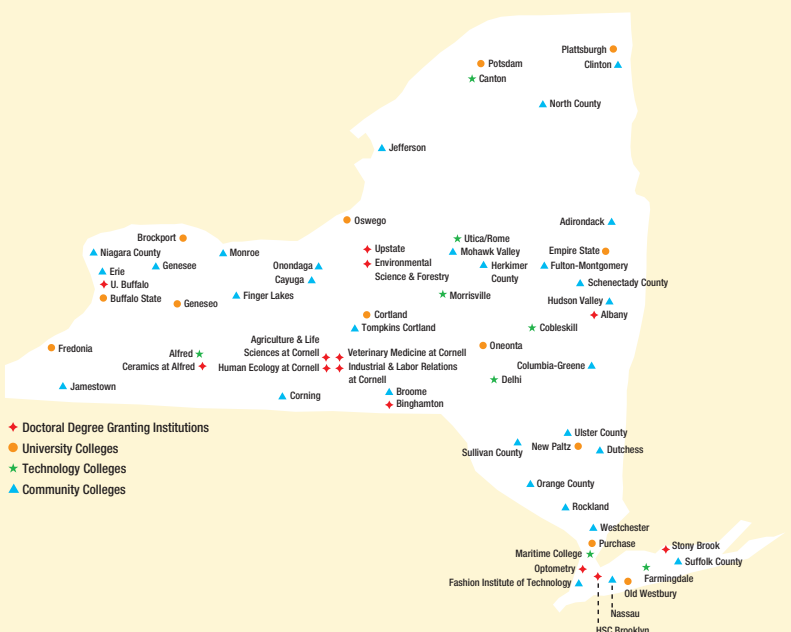 Plattsburgh
Potsdam
Clinton
Canton
North County
Jefferson
Oswego
Adirondack
Brockport
Utica/Rome
Niagara County
Monroe
Upstate
Mohawk Valley
Empire State
Genesee
Onondaga
Environmental
Science & Forestry
Herkimer
County
Fulton-Montgomery
Erie
Cayuga
Schenectady County
U. Buffalo
Buffalo State
Geneseo
Finger Lakes
Morrisville
Hudson Valley
Albany
Cortland
Tompkins Cortland
Cobleskill
Fredonia
Alfred
Ceramics at Alfred
Agriculture & Life
Sciences at Cornell
Human Ecology at Cornell
Veterinary Medicine at Cornell
Industrial & Labor Relations
at Cornell
Oneonta
Columbia-Greene
Delhi
Jamestown
Corning
Broome
Binghamton
Doctoral Degree Granting Institutions
University Colleges
Technology Colleges
Community Colleges
Ulster County
Sullivan County
New Paltz
Dutchess
Orange County
Rockland
Westchester
Purchase
Maritime College
Stony Brook
Optometry
Suffolk County
Fashion Institute of Technology
Farmingdale
Old Westbury
Nassau
HSC Brooklyn